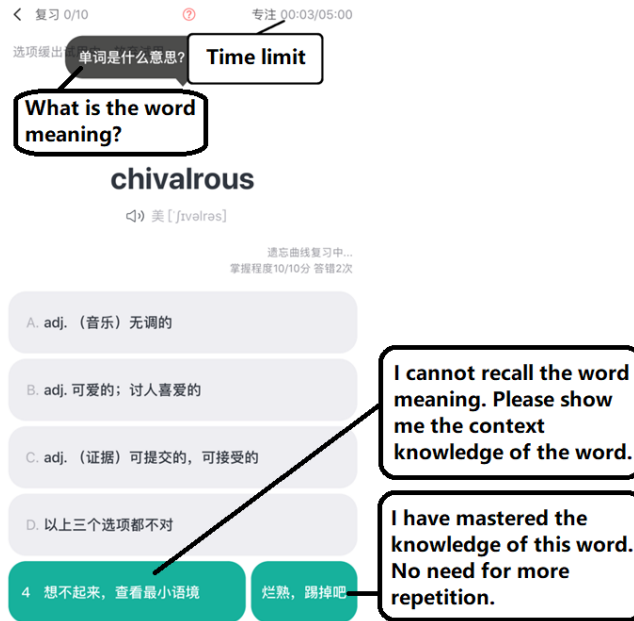 复习 0/10
专注 00:03/05:00
选项缓出
单词是什么意思?
Time limit
What is the word
meaning?
chivalrous
美 [ˈʃɪvəlrəs]
遗忘曲线复习中...
掌握程度10/10分 答错2次
A. adj. （音乐）无调的
B. adj. 可爱的；讨人喜爱的
C. adj. （证据）可提交的，可接受的
D. 以上三个选项都不对
4 想不起来，查看最小语境
烂熟，踢掉吧
I cannot recall the word
meaning. Please show
me the context
knowledge of the word.
I have mastered the
knowledge of this word.
No need for more
repetition.